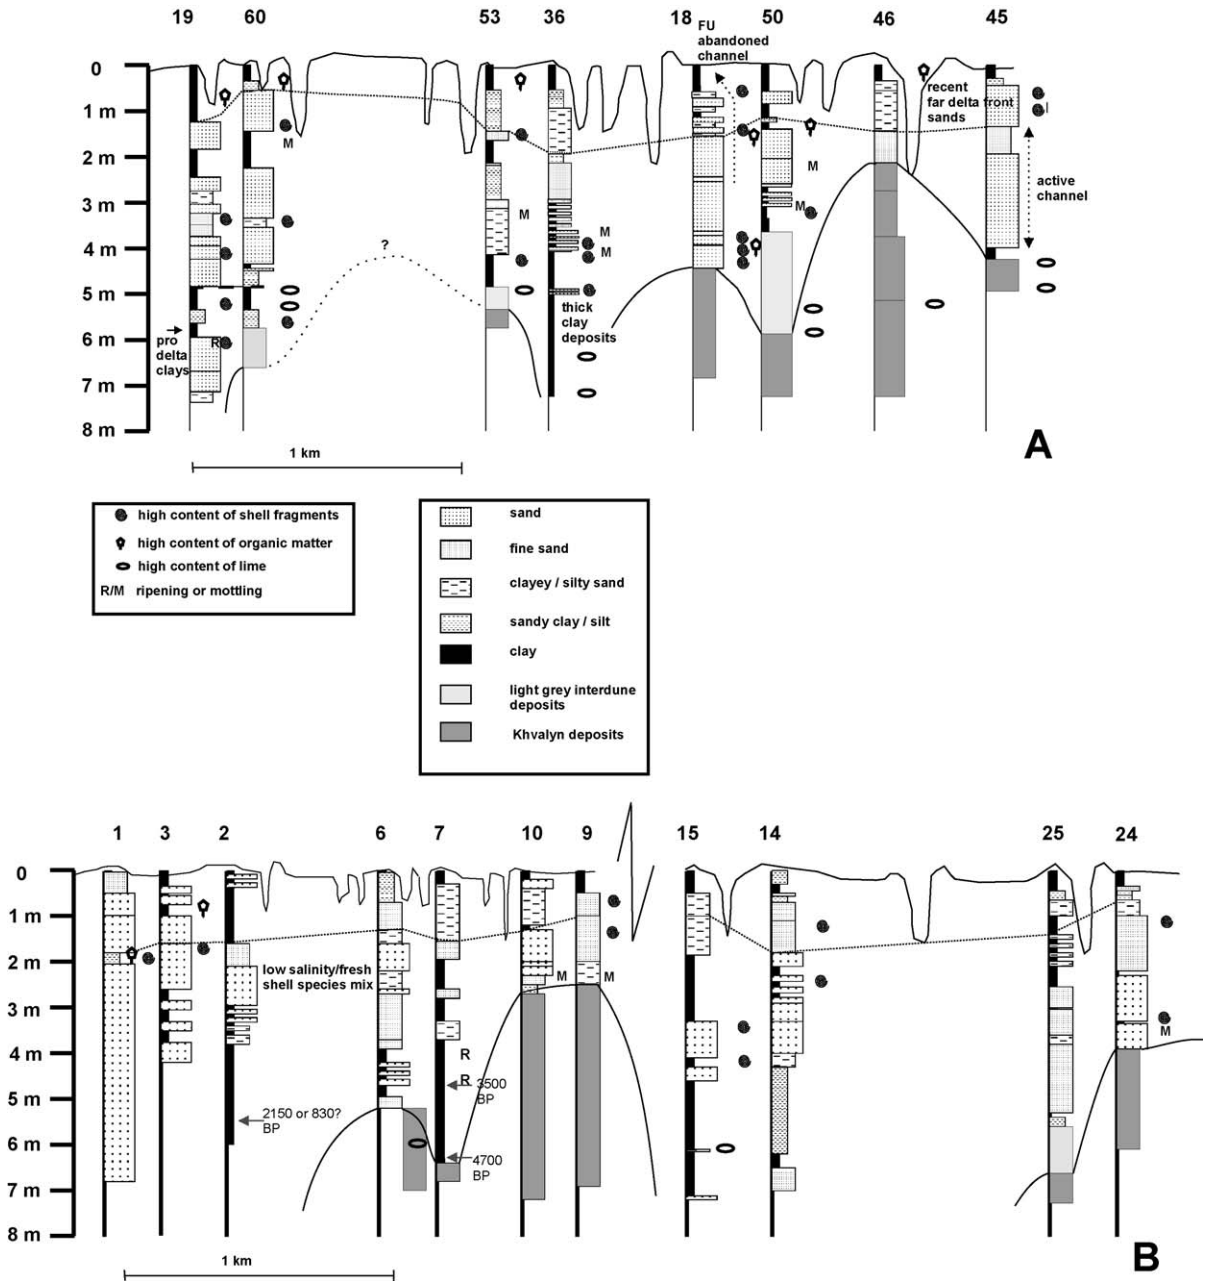 19 60 53 36 18 50 46 45
FU
abandoned
channel
0
1 m
2 m
3 m
4 m
5 m
6 m
7 m
8 m
recent
far delta front
sands
M
M
active
channel
M
M
M
M
?
thick
clay
deposits
pro
delta
clays
R
A
1 km
high content of shell fragments
high content of organic matter
high content of lime
R/M ripening or mottling
sand
fine sand
clayey / silty sand
sandy clay / silt
clay
light grey interdune
deposits
Khvalyn deposits
1 3 2 6 7 10 9 15 14 25 24
0
1 m
2 m
3 m
4 m
5 m
6 m
7 m
8 m
low salinity/fresh
shell species mix
M M
M
R
R 3500
BP
2150 or 830?
BP
4700
BP
B
1 km